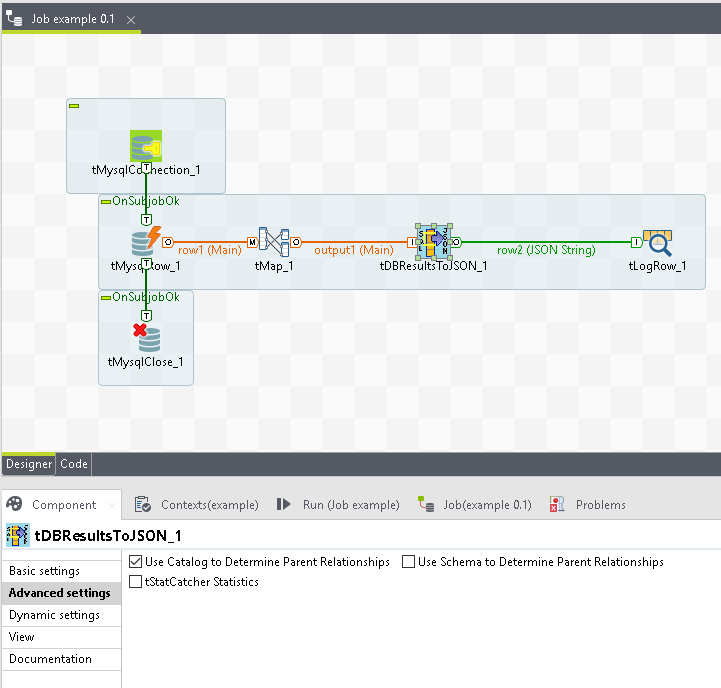 Job example 0.1
tMysqlConnection_1
OnSubjobOk
row1 (Main)
output1 (Main)
row2 (JSON String)
tMysqlRow_1
tMap_1
tDBResultsToJSON_1
tLogRow_1
OnSubjobOk
tMysqlClose_1
Designer
Code
Component
Contexts(example)
Run (Job example)
Job(example 0.1)
Problems
tDBResultsToJSON_1
Basic settings
Advanced settings
Dynamic settings
View
Documentation
Use Catalog to Determine Parent Relationships
Use Schema to Determine Parent Relationships
tStatCatcher Statistics